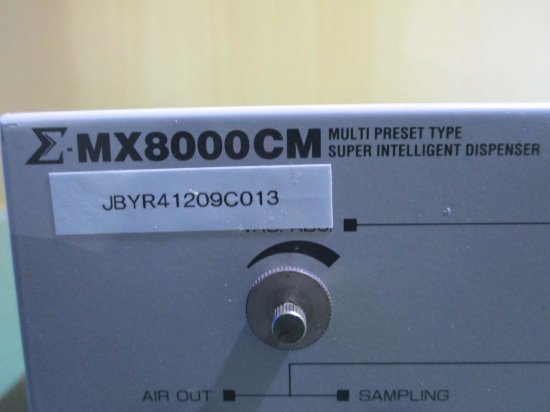 Σ-MX8000CM
MULTI PRESET TYPE
SUPER INTELLIGENT DISPENSER
JBYR41209C013
AIR OUT
SAMPLING